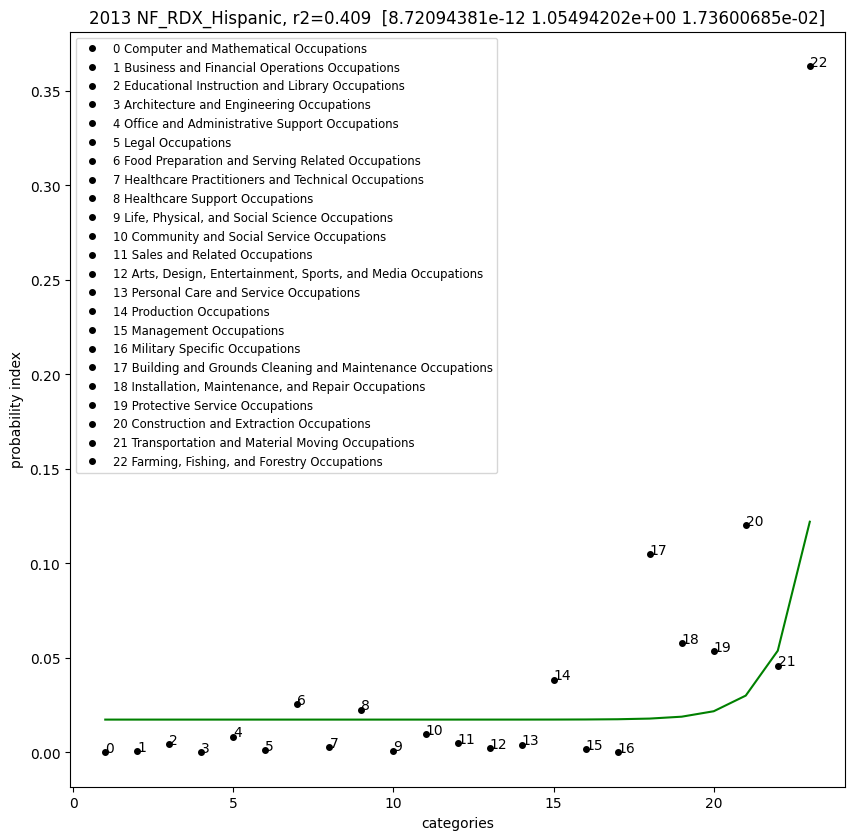 2013 NF_RDX_Hispanic, r2=0.409 [8.72094381e-12 1.05494202e+00 1.73600685e-02]
0 Computer and Mathematical Occupations
1 Business and Financial Operations Occupations
2 Educational Instruction and Library Occupations
3 Architecture and Engineering Occupations
4 Office and Administrative Support Occupations
5 Legal Occupations
6 Food Preparation and Serving Related Occupations
7 Healthcare Practitioners and Technical Occupations
8 Healthcare Support Occupations
9 Life, Physical, and Social Science Occupations
10 Community and Social Service Occupations
11 Sales and Related Occupations
12 Arts, Design, Entertainment, Sports, and Media Occupations
13 Personal Care and Service Occupations
14 Production Occupations
15 Management Occupations
16 Military Specific Occupations
17 Building and Grounds Cleaning and Maintenance Occupations
18 Installation, Maintenance, and Repair Occupations
19 Protective Service Occupations
20 Construction and Extraction Occupations
21 Transportation and Material Moving Occupations
22 Farming, Fishing, and Forestry Occupations
probability index
0.35
0.30
0.25
0.20
0.15
0.10
0.05
0.00
0
1
2
3
4
5
6
7
8
9
10
11
12
13
14
15
16
17
18
19
20
21
22
0
5
10
15
20
categories